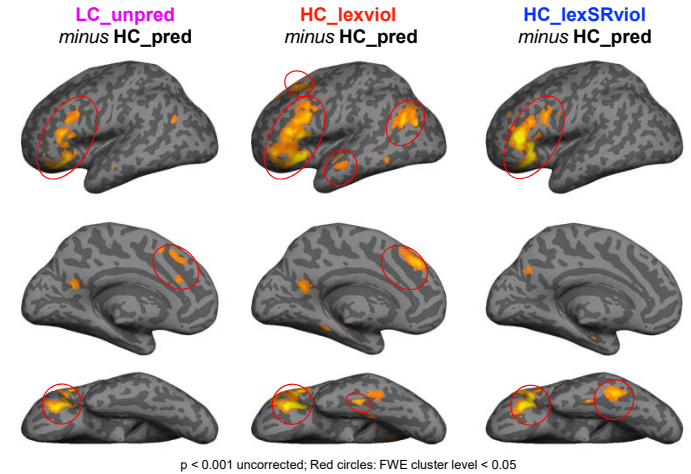 LC_unpred
minus HC_pred
HC_lexviol
minus HC_pred
HC_lexSRviol
minus HC_pred
p < 0.001 uncorrected; Red circles: FWE cluster level < 0.05